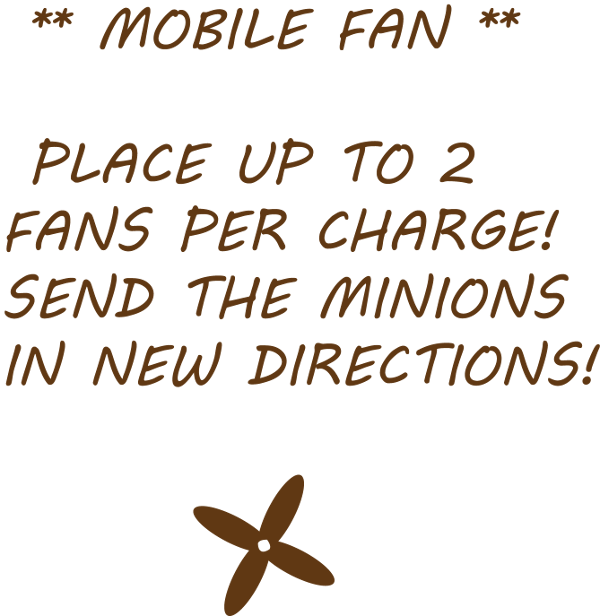 ** MOBILE FAN **
PLACE UP TO 2
FANS PER CHARGE!
SEND THE MINIONS
IN NEW DIRECTIONS!